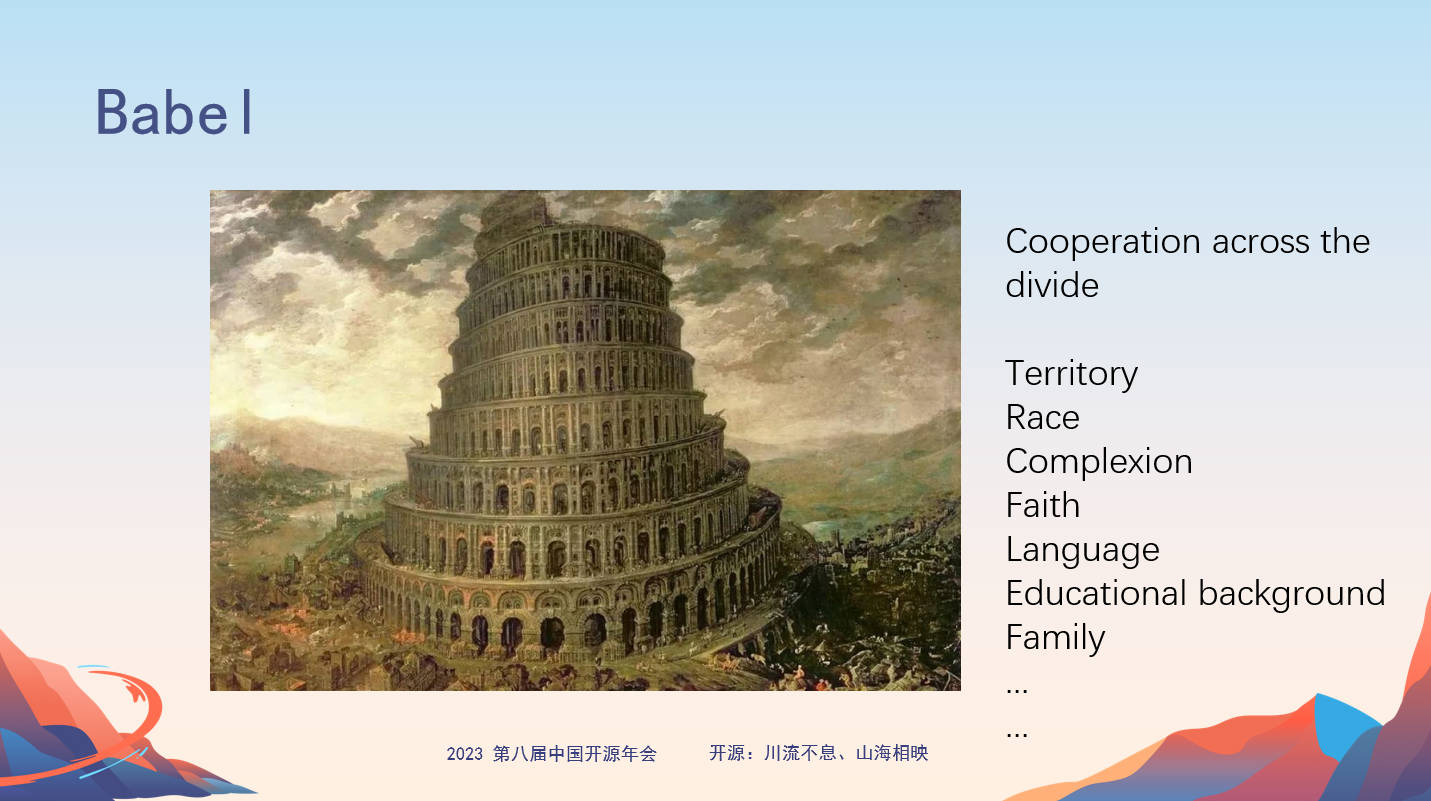 Babel
Cooperation across the
divide
Territory
Race
Complexion
Faith
Language
Educational background
Family
...
...
2023 第八届中国开源年会
开源：川流不息、山海相映